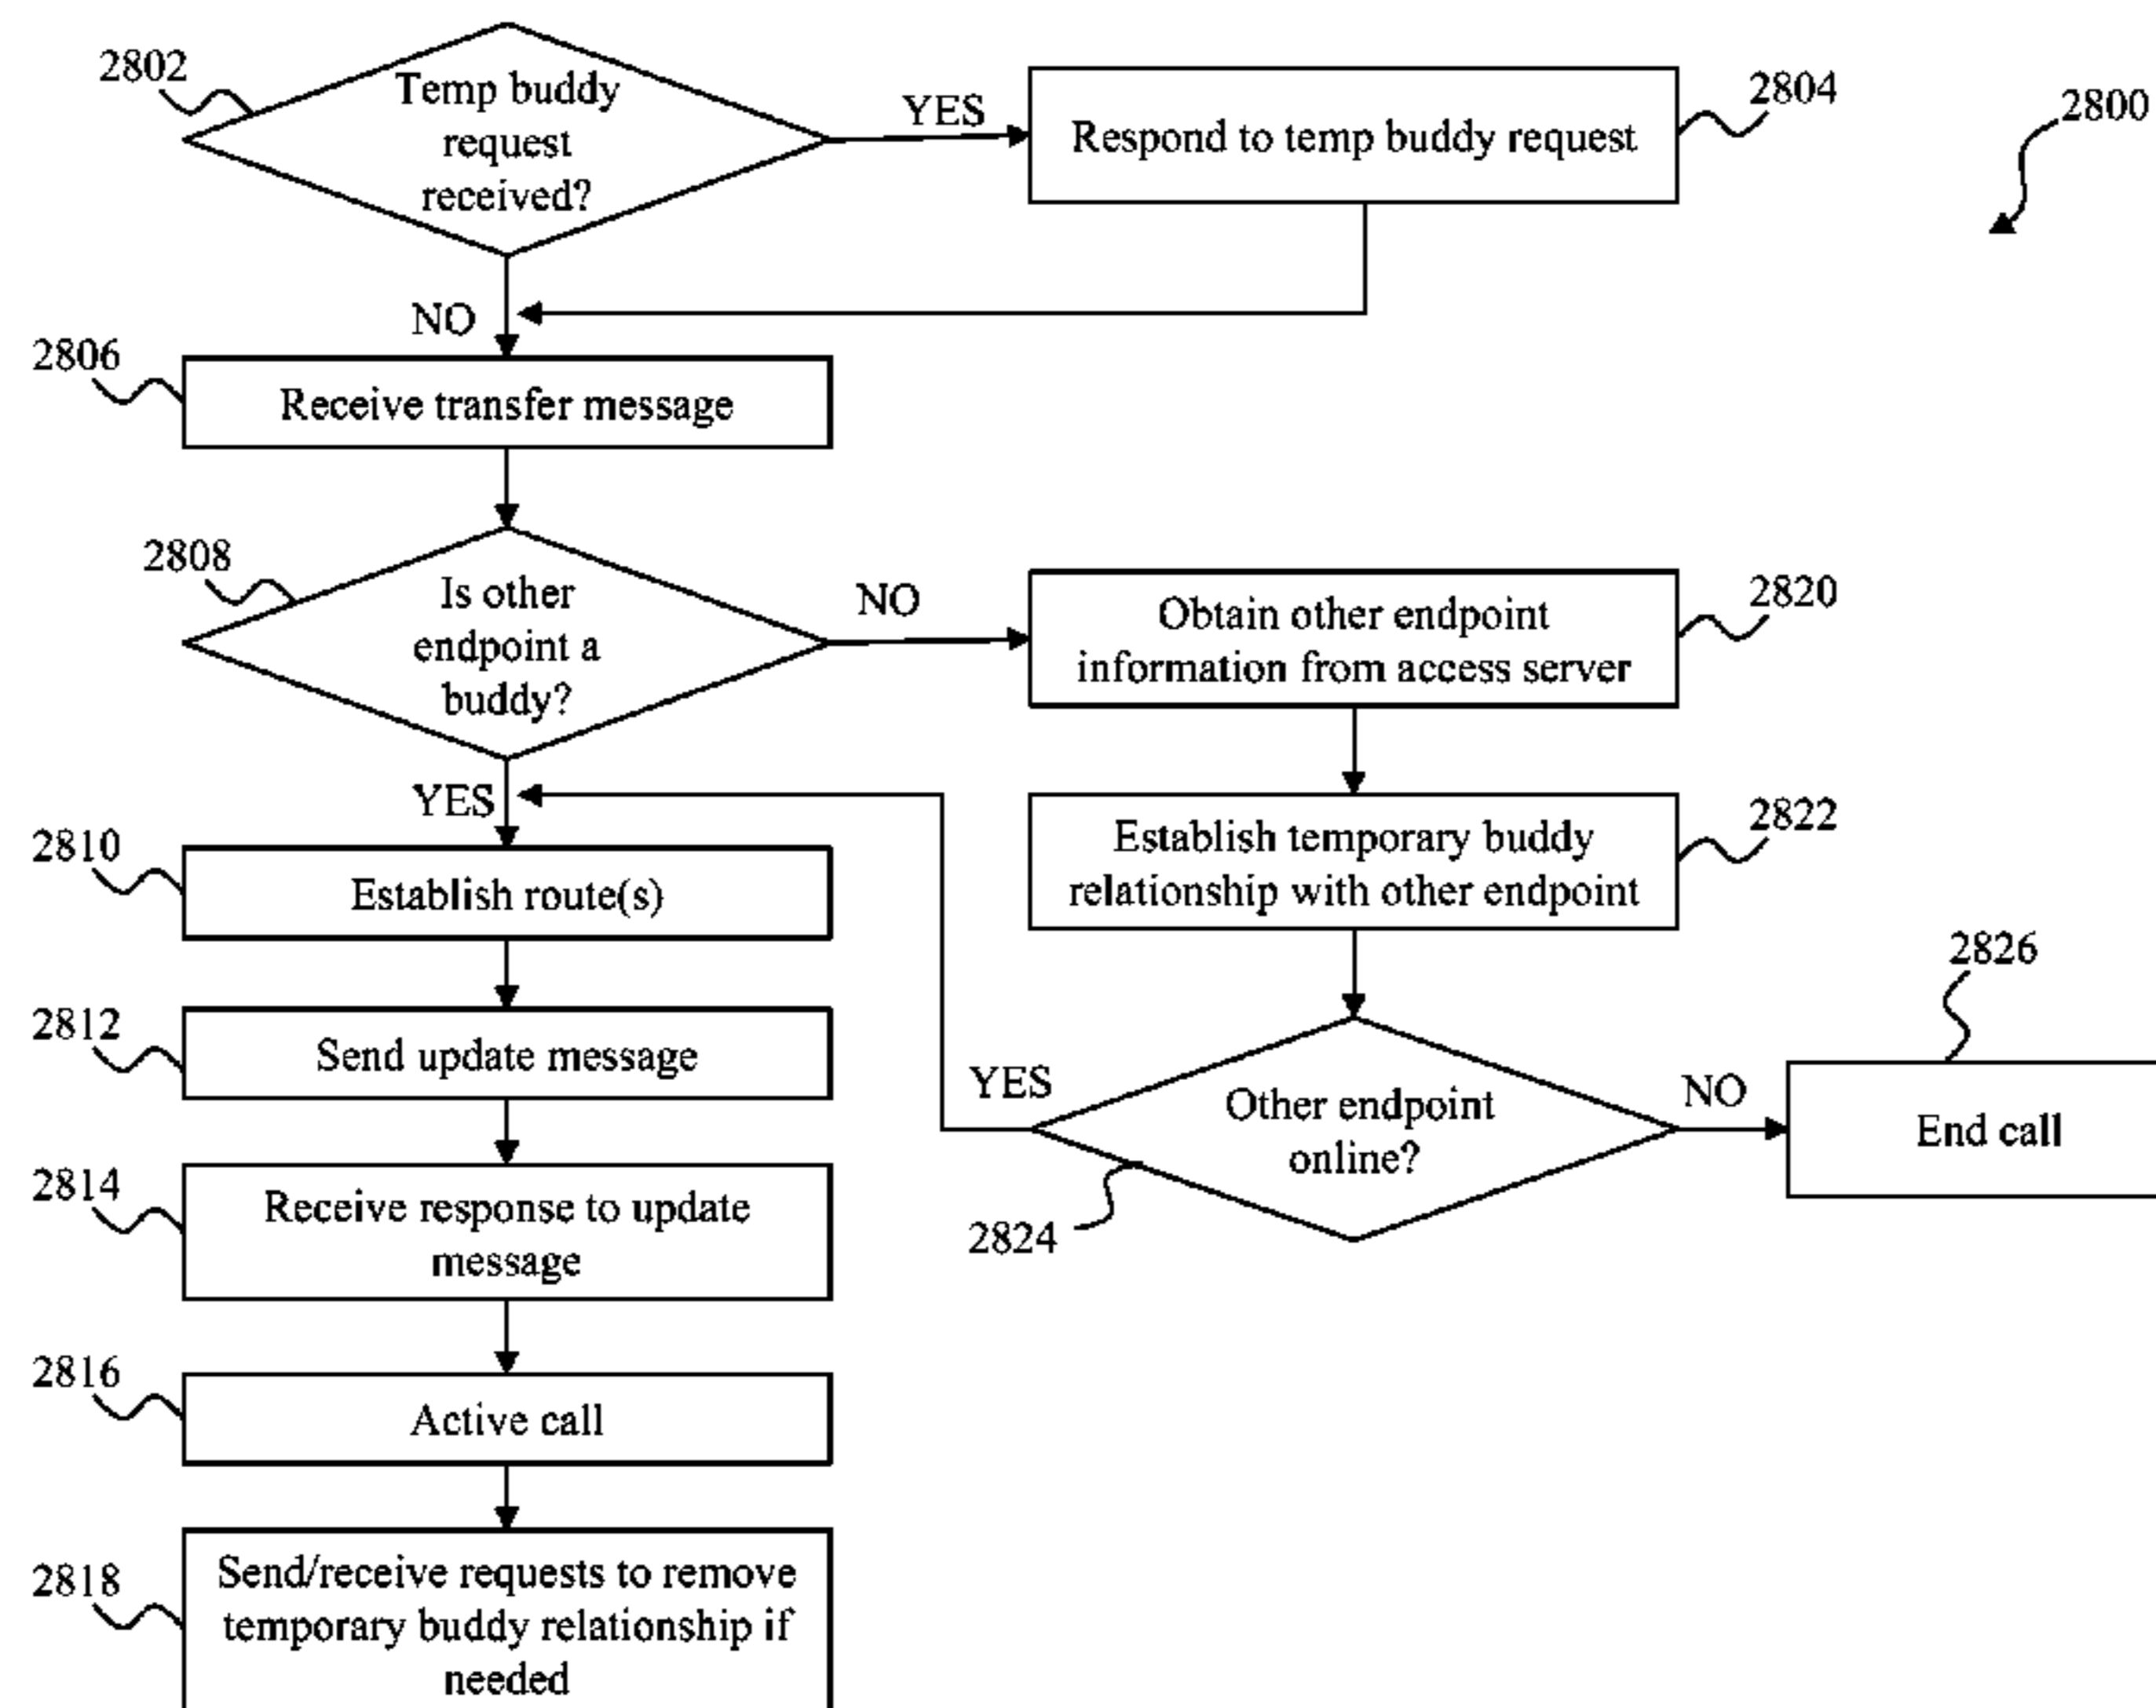 2802
Temp buddy
request
received?
YES
Respond to temp buddy request
2804
2800
NO
2806
Receive transfer message
2808
Is other
endpoint a
buddy?
NO
Obtain other endpoint
information from access server
2820
YES
2810
Establish route(s)
Establish temporary buddy
relationship with other endpoint
2822
2812
Send update message
YES
Other endpoint
online?
2824
NO
2826
End call
2814
Receive response to update
message
2816
Active call
2818
Send/receive requests to remove
temporary buddy relationship if
needed